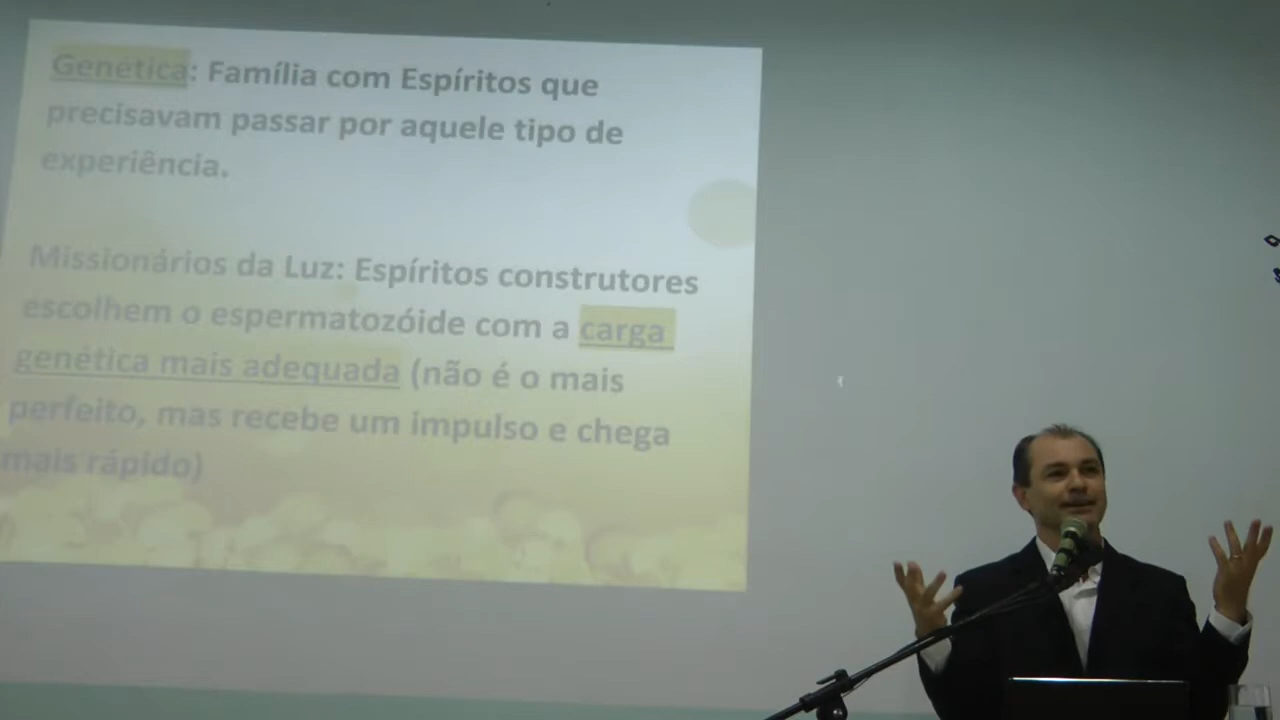 Genética: Família com Espíritos que
precisavam passar por aquele tipo de
experiência.
Missionários da Luz: Espíritos construtores
escolhem o espermatozóide com a carga
genética mais adequada (não é o mais
perfeito, mas recebe um impulso e chega
mais rápido)